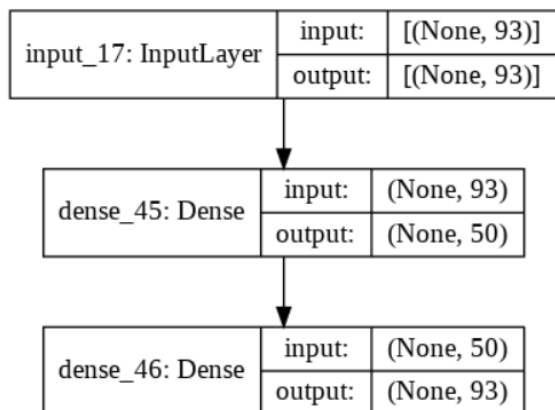 input_17: InputLayer
input: [(None, 93)]
output: [(None, 93)]
dense_45: Dense
input: (None, 93)
output: (None, 50)
dense_46: Dense
input: (None, 50)
output: (None, 93)